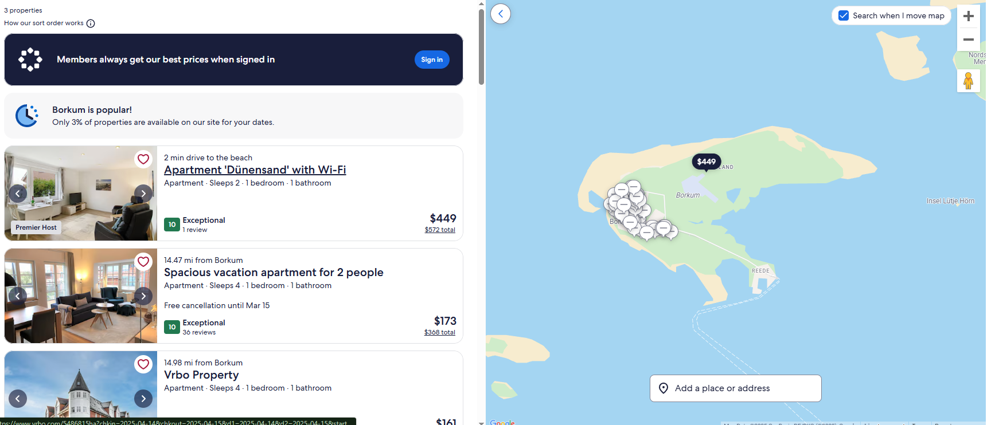 3 properties
How our sort order works
Members always get our best prices when signed in
Sign in
Borkum is popular!
Only 3% of properties are available on our site for your dates.
2 min drive to the beach
Apartment 'Dünensand' with Wi-Fi
Apartment · Sleeps 2 · 1 bedroom · 1 bathroom
Premier Host
10
Exceptional
1 review
$449
$572 total
14.47 mi from Borkum
Spacious vacation apartment for 2 people
Apartment · Sleeps 4 · 1 bedroom · 1 bathroom
Free cancellation until Mar 15
10
Exceptional
36 reviews
$173
$368 total
14.98 mi from Borkum
Vrbo Property
Apartment · Sleeps 4 · 1 bedroom · 1 bathroom
$161
tps://www.vrbo.com/5486815ha?chkin=2025-04-14&chkout=2025-04-15&d1=2025-04-14&d2=2025-04-15&start
Search when I move map
Nords
Mer
$449
LAND
Borkum
Insel Lütje Hörn
Bor
REEDE
Add a place or address
Google